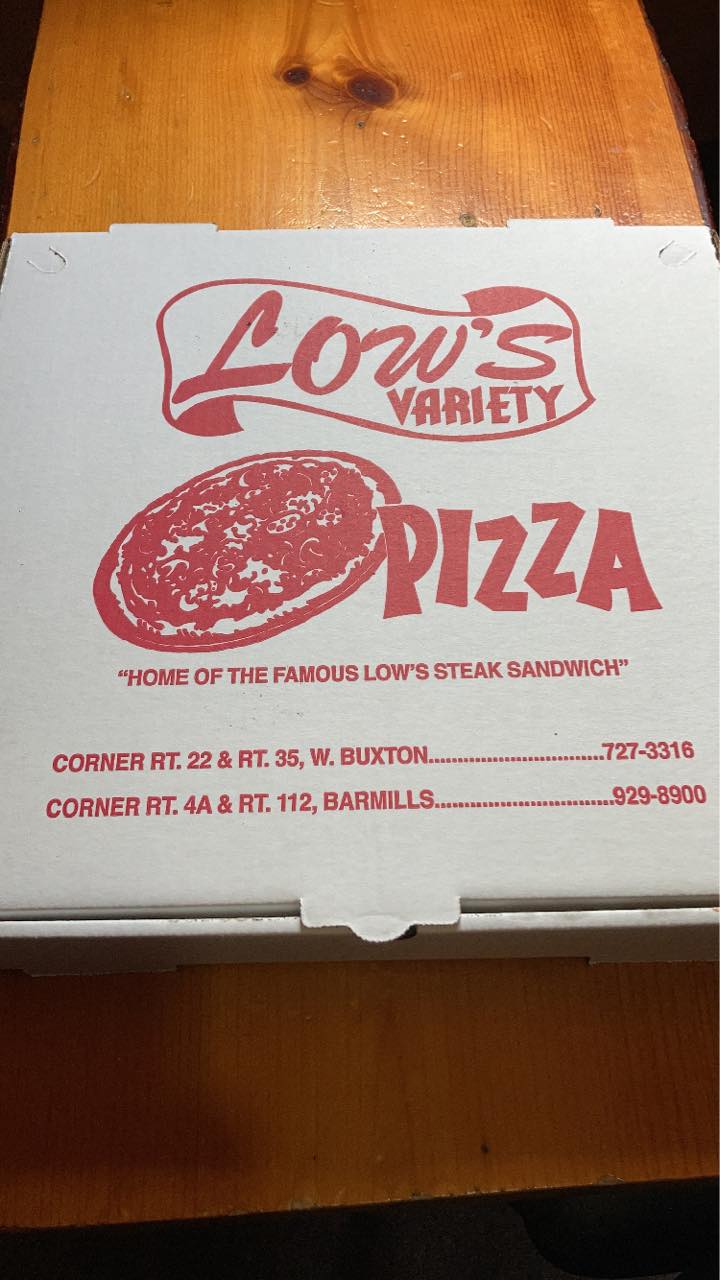 LOW'S
VARIETY
PIZZA
“HOME OF THE FAMOUS LOW'S STEAK SANDWICH”
CORNER RT. 22 & RT. 35, W. BUXTON..............................727-3316
CORNER RT. 4A & RT. 112, BARMILLS..............................929-8900